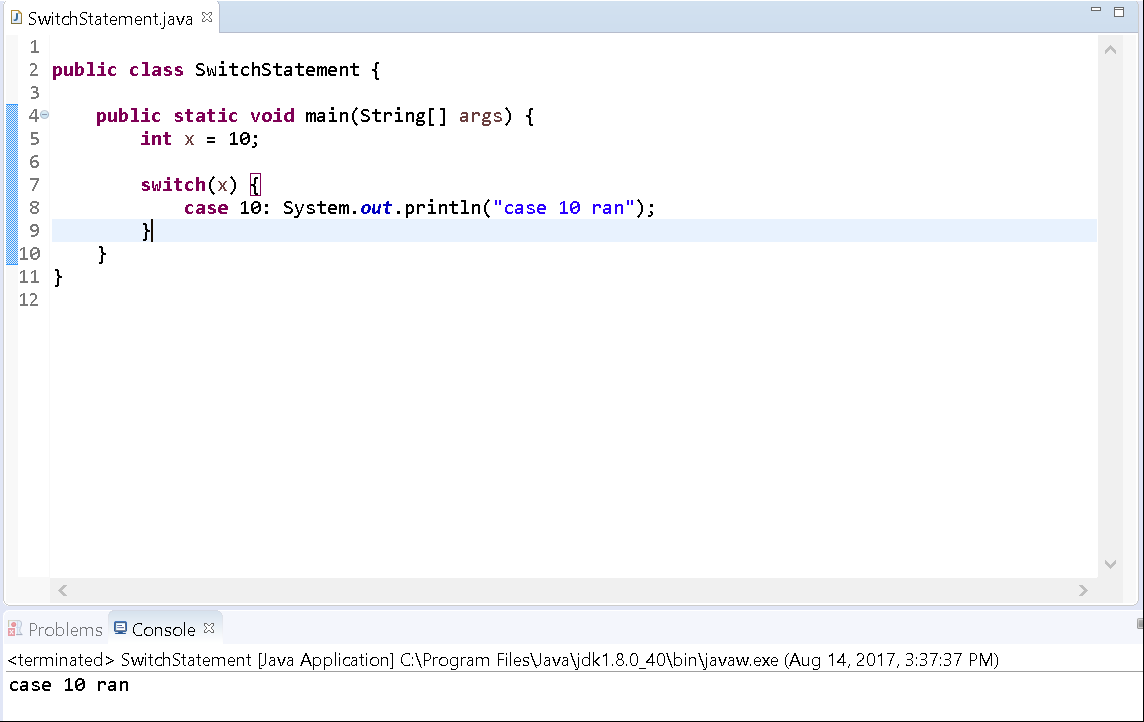 SwitchStatement.java
1
2 public class SwitchStatement {
3
4 public static void main(String[] args) {
5 int x = 10;
6
7 switch(x) {
8 case 10: System.out.println("case 10 ran");
9 }
10 }
11 }
12
Problems Console
<terminated> SwitchStatement [Java Application] C:\Program Files\Java\jdk1.8.0_40\bin\javaw.exe (Aug 14, 2017, 3:37:37 PM)
case 10 ran